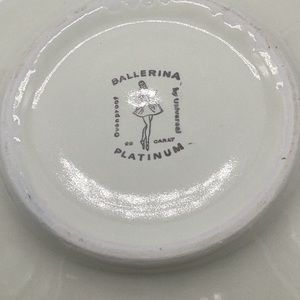 BALLERINA
Ovenproof
by Universal
22 CARAT
PLATINUM